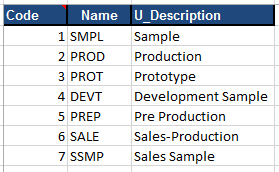 Code Name U_Description
1 SMPL Sample
2 PROD Production
3 PROT Prototype
4 DEVT Development Sample
5 PREP Pre Production
6 SALE Sales-Production
7 SSMP Sales Sample